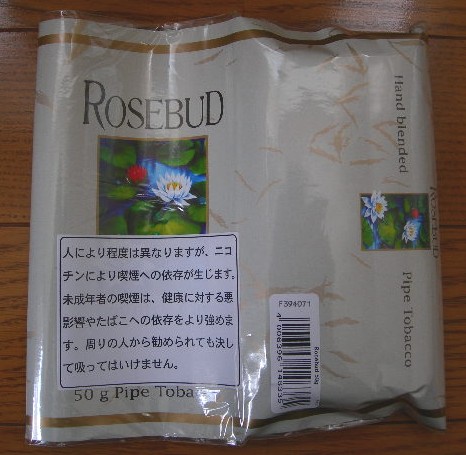 ROSEBUD
人により程度は異なりますが、ニコ
チンにより喫煙への依存が生じます。
未成年者の喫煙は、健康に対する悪
影響やたばこへの依存をより強めま
す。周りの人から勧められても決し
て吸ってはいけません。
50 g Pipe Toba
Hand blended
ROSEBUD
Pipe Tobacco
F394071
Rosebud 50g